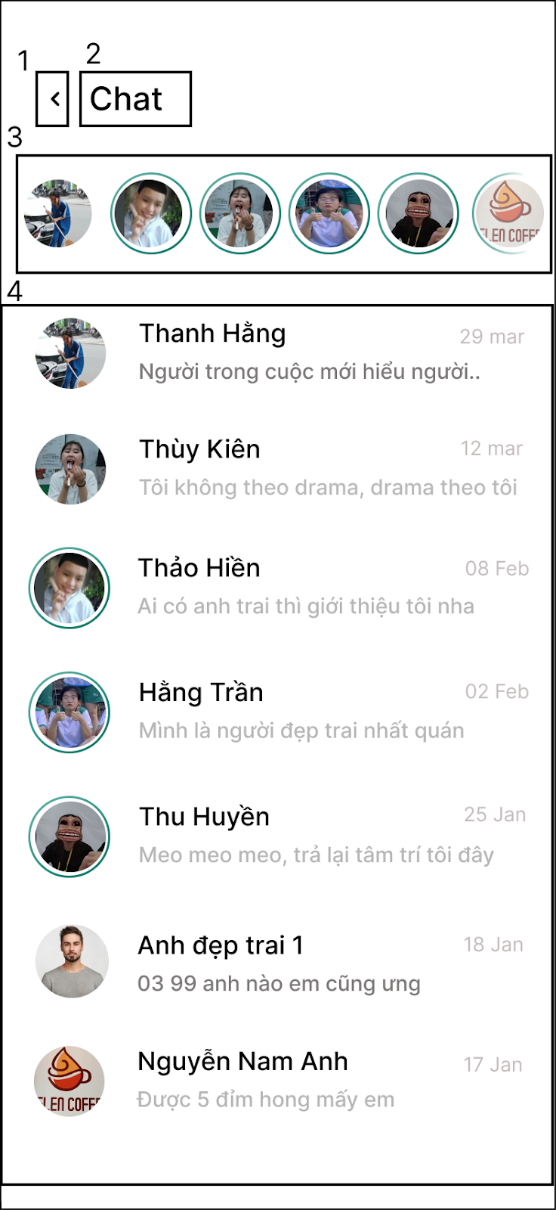 1
2
<
Chat
3
ELEN COFFE
4
Thanh Hằng
29 mar
Người trong cuộc mới hiểu người..
Thùy Kiên
12 mar
Tôi không theo drama, drama theo tôi
Thảo Hiền
08 Feb
Ai có anh trai thì giới thiệu tôi nha
Hằng Trần
02 Feb
Mình là người đẹp trai nhất quán
Thu Huyền
25 Jan
Meo meo meo, trả lại tâm trí tôi đây
Anh đẹp trai 1
18 Jan
03 99 anh nào em cũng ưng
Nguyễn Nam Anh
17 Jan
Được 5 đỉm hong mấy em
ELEN COFFE